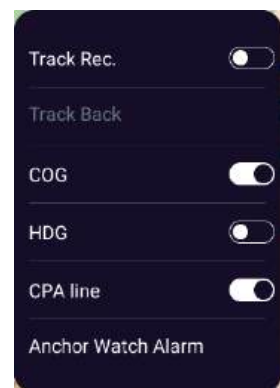 Track Rec.
Track Back
COG
HDG
CPA line
Anchor Watch Alarm